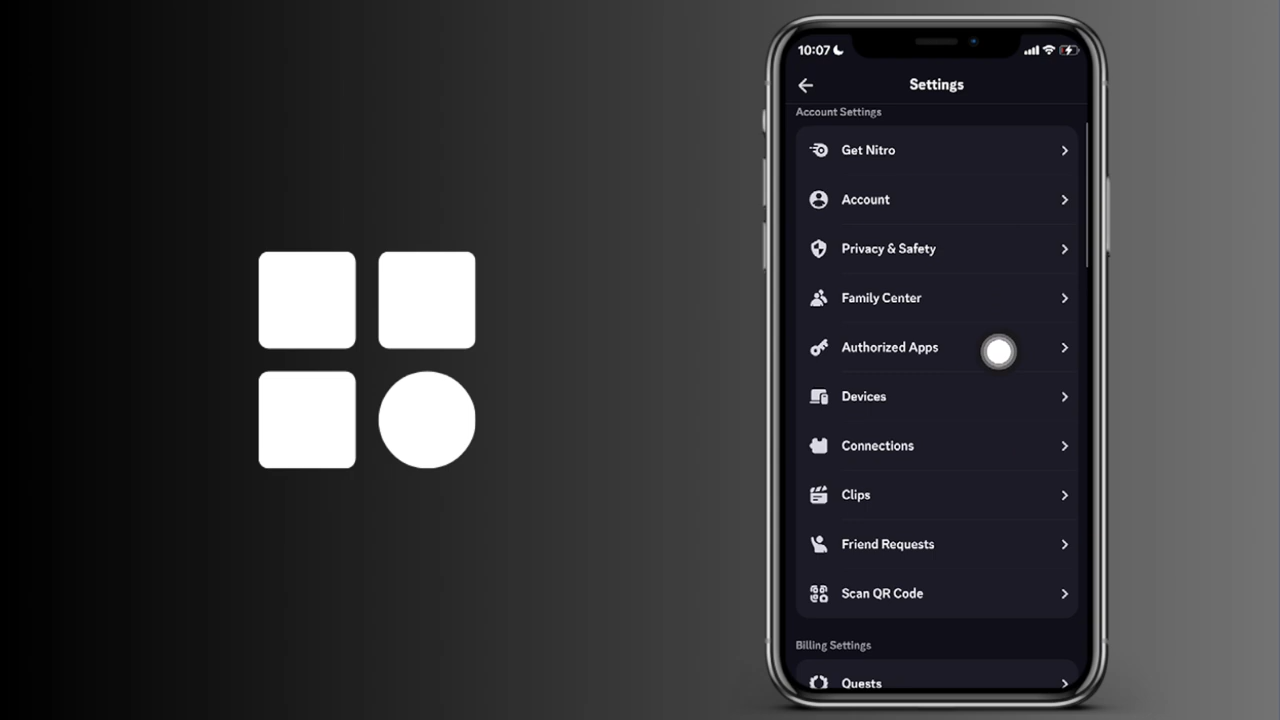 10:07
Settings
Account Settings
Get Nitro
Account
Privacy & Safety
Family Center
Authorized Apps
Devices
Connections
Clips
Friend Requests
Scan QR Code
Billing Settings
Quests